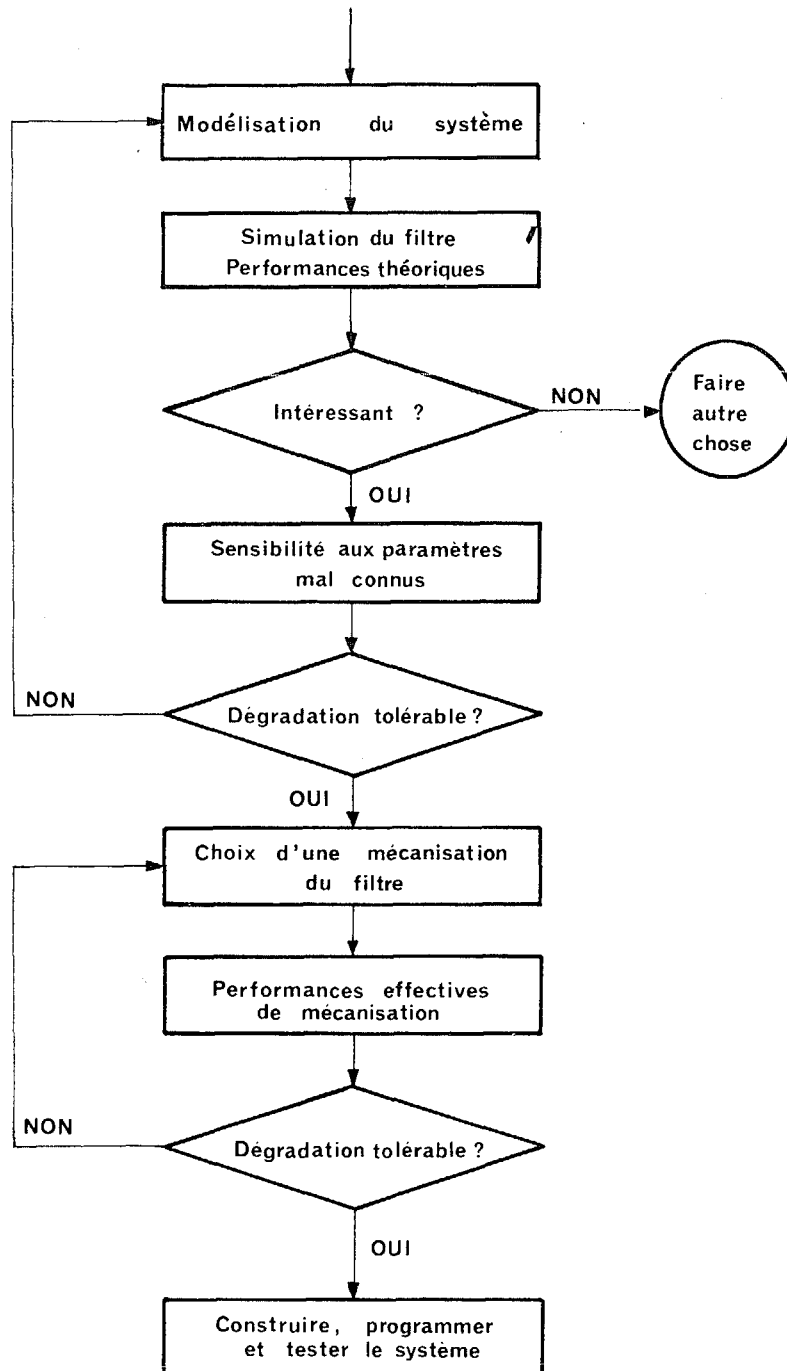 Modélisation du système
Simulation du filtre
Performances théoriques
Intéressant ?
NON
Faire
autre
chose
OUI
Sensibilité aux paramètres
mal connus
NON
Dégradation tolérable ?
OUI
Choix d'une mécanisation
du filtre
Performances effectives
de mécanisation
NON
Dégradation tolérable ?
OUI
Construire, programmer
et tester le système